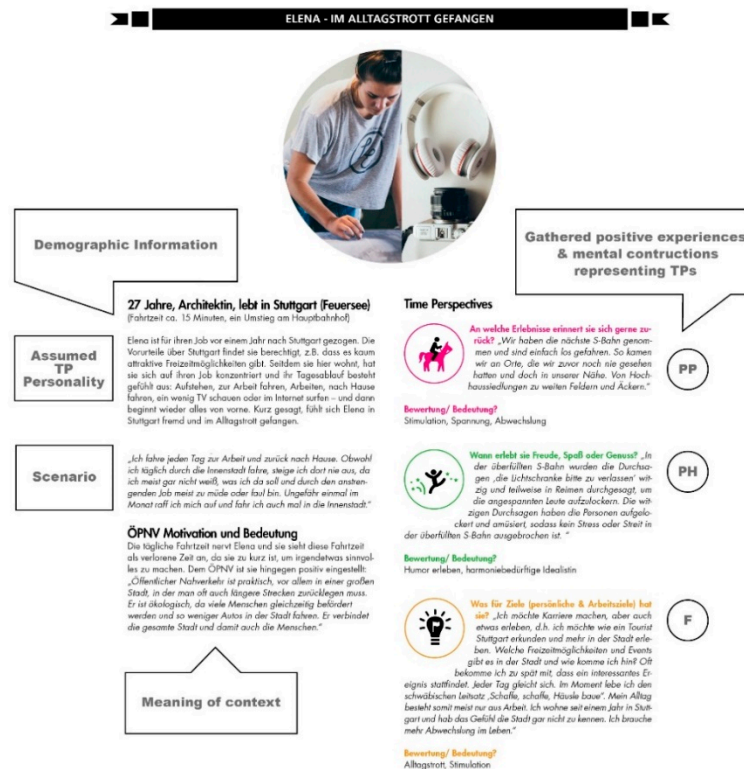 ELENA - IM ALLTAGSTROTT GEFANGEN
Demographic Information
Gathered positive experiences
& mental contructions
representing TPs
27 Jahre, Architektin, lebt in Stuttgart (Feuersee)
(Fahrtzeit ca. 15 Minuten, ein Umstieg am Hauptbahnhof)
Assumed
TP
Personality
Elena ist für ihren Job vor einem Jahr nach Stuttgart gezogen. Die
Vorurteile über Stuttgart findet sie berechtigt, z.B. dass es kaum
attraktive Freizeitmöglichkeiten gibt. Seitdem sie hier wohnt, hat
sie sich auf ihren Job konzentriert und ihr Tagesablauf besteht
gefühlt aus: Aufstehen, zur Arbeit fahren, Arbeiten, nach Hause
fahren, ein wenig TV schauen oder im Internet surfen – und dann
beginnt wieder alles von vorne. Kurz gesagt, fühlt sich Elena in
Stuttgart fremd und im Alltagstrott gefangen.
Scenario
„Ich fahre jeden Tag zur Arbeit und zurück nach Hause. Obwohl
ich täglich durch die Innenstadt fahre, steige ich dort nie aus, da
ich meist gar nicht weiß, was ich da soll und durch den anstren-
genden Job meist zu müde oder faul bin. Ungefähr einmal im
Monat raff ich mich auf und fahr ich auch mal in die Innenstadt.“
ÖPNV Motivation und Bedeutung
Die tägliche Fahrtzeit nervt Elena und sie sieht diese Fahrtzeit
als verlorene Zeit an, da sie zu kurz ist, um irgendetwas sinnvol-
les zu machen. Dem ÖPNV ist sie hingegen positiv eingestellt:
„Öffentlicher Nahverkehr ist praktisch, vor allem in einer großen
Stadt, in der man oft auch längere Strecken zurücklegen muss.
Er ist ökologisch, da viele Menschen gleichzeitig befördert
werden und so weniger Autos in der Stadt fahren. Er verbindet
die gesamte Stadt und damit auch die Menschen.“
Meaning of context
Time Perspectives
An welche Erlebnisse erinnert sie sich gerne zu-
rück? „Wir haben die nächste S-Bahn genom-
men und sind einfach los gefahren. So kamen
wir an Orte, die wir zuvor noch nie gesehen
hatten und doch in unserer Nähe. Von Hoch-
haussiedlungen zu weiten Feldern und Äckern.“
PP
Bewertung/ Bedeutung?
Stimulation, Spannung, Abwechslung
Wann erlebt sie Freude, Spaß oder Genuss? „In
der überfüllten S-Bahn wurden die Durchsa-
gen ‚die Lichtschranke bitte zu verlassen' wit-
zig und teilweise in Reimen durchgesagt, um
die angespannten Leute aufzulockern. Die wit-
zigen Durchsagen haben die Personen aufgelo-
ckert und amüsiert, sodass kein Stress oder Streit in
der überfüllten S-Bahn ausgebrochen ist. “
PH
Bewertung/ Bedeutung?
Humor erleben, harmoniebedürftige Idealistin
Was für Ziele (persönliche & Arbeitsziele) hat
sie? „Ich möchte Karriere machen, aber auch
etwas erleben, d.h. ich möchte wie ein Tourist
Stuttgart erkunden und mehr in der Stadt erle-
ben. Welche Freizeitmöglichkeiten und Events
gibt es in der Stadt und wie komme ich hin? Oft
bekomme ich zu spät mit, dass ein interessantes Er-
eignis stattfindet. Jeder Tag gleicht sich. Im Moment lebe ich den
schwäbischen Leitsatz „Schaffe, schaffe, Häusle baue“. Mein Alltag
besteht somit meist nur aus Arbeit. Ich wohne seit einem Jahr in Stutt-
gart und hab das Gefühl die Stadt gar nicht zu kennen. Ich brauche
mehr Abwechslung im Leben.“
F
Bewertung/ Bedeutung?
Alltagstrott, Stimulation